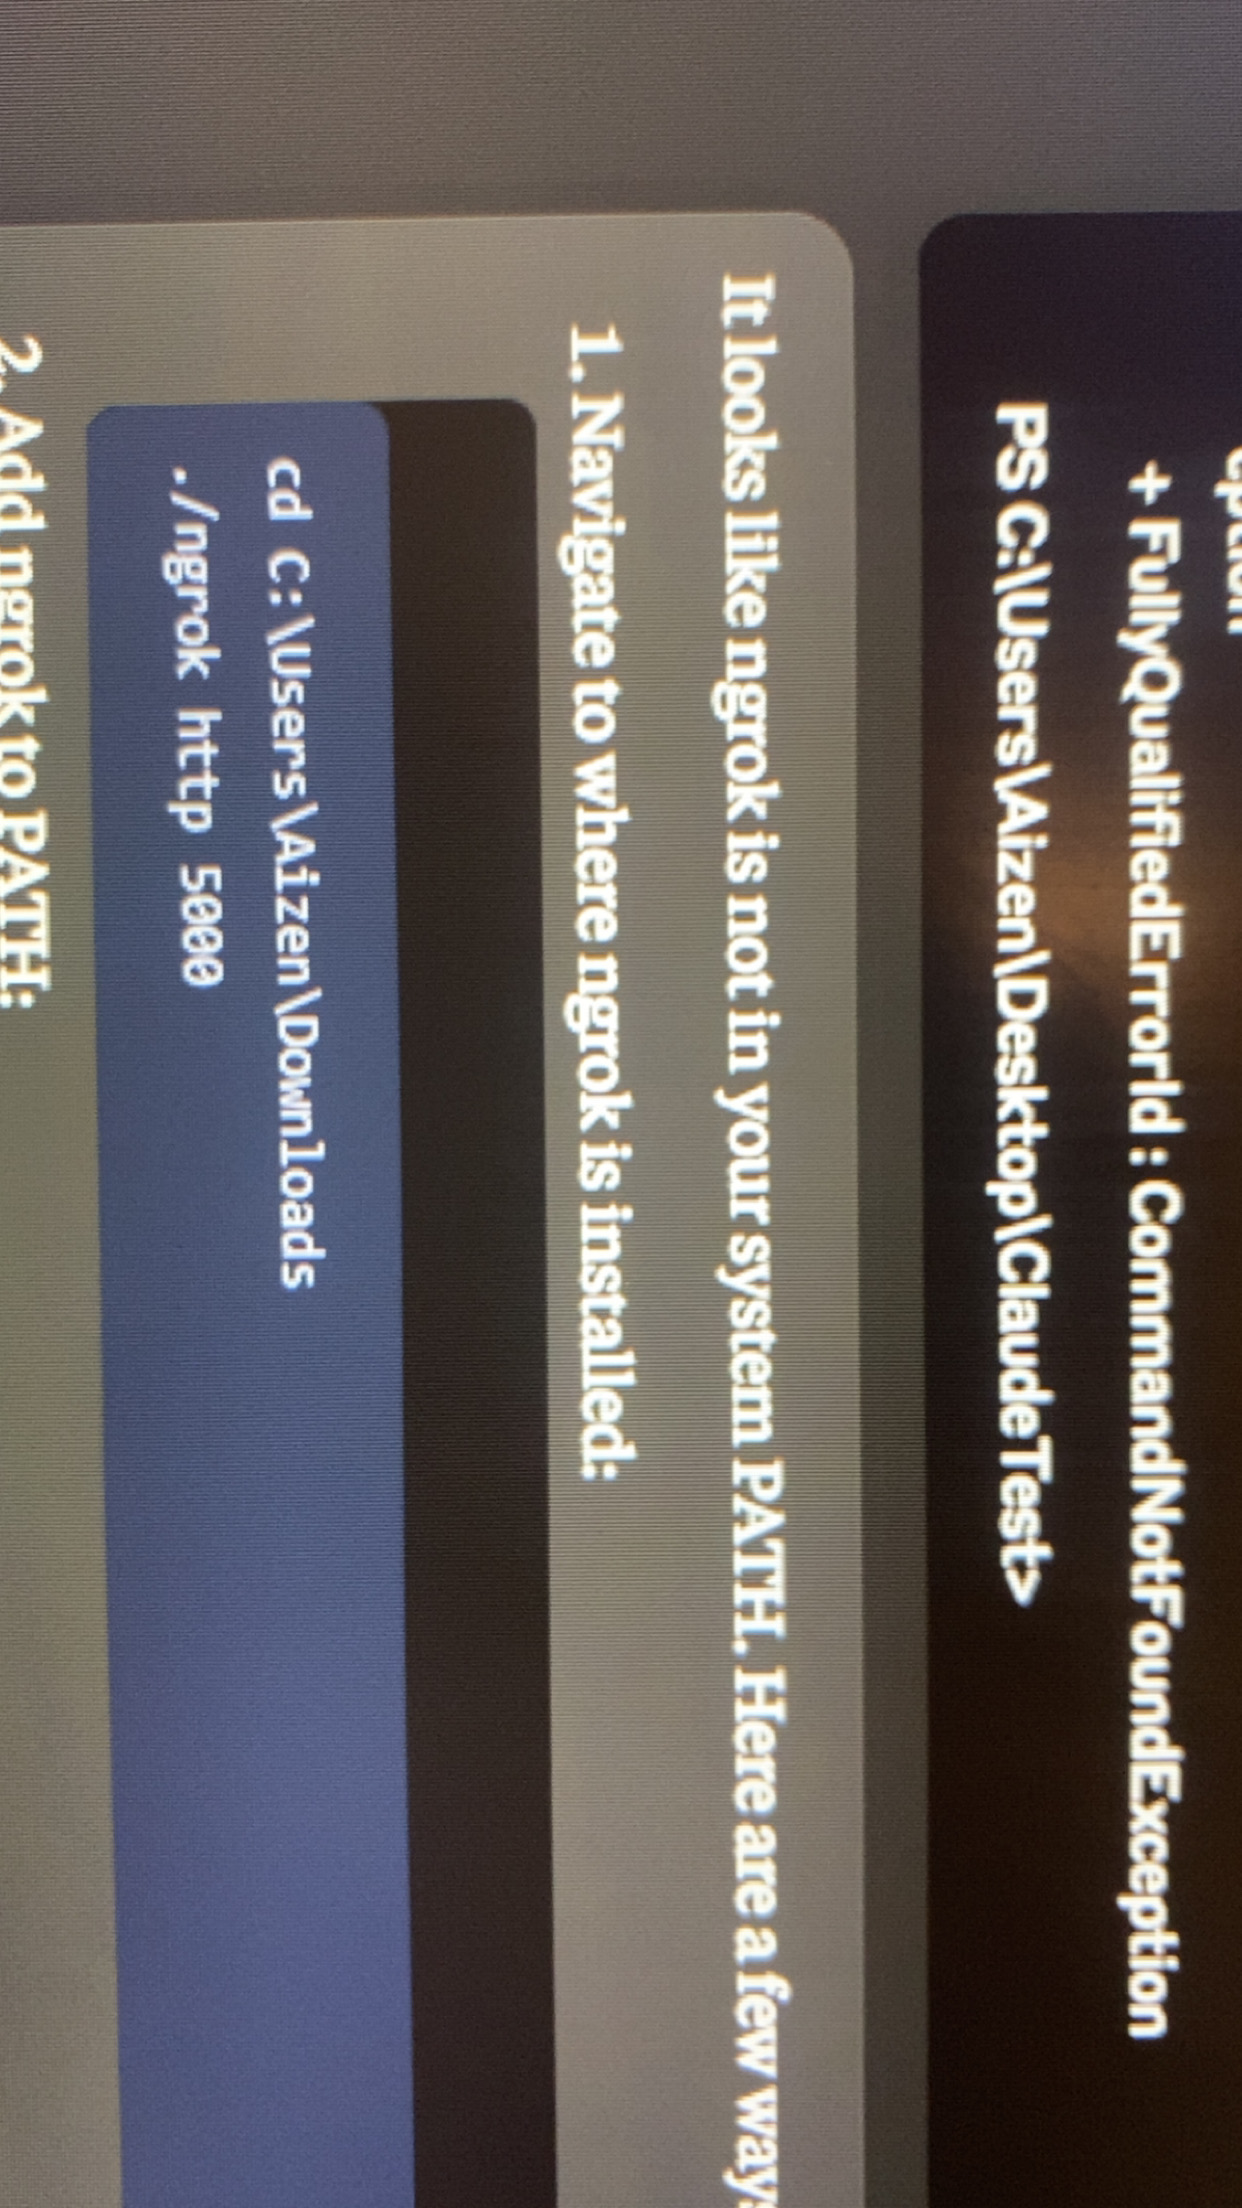 eption
+ FullyQualifiedErrorId : CommandNotFoundException
PS C:\Users\Aizen\Desktop\ClaudeTest>
It looks like ngrok is not in your system PATH. Here are a few ways
1. Navigate to where ngrok is installed:
cd C:\Users\Aizen\Downloads
./ngrok http 5000
2. Add ngrok to PATH: